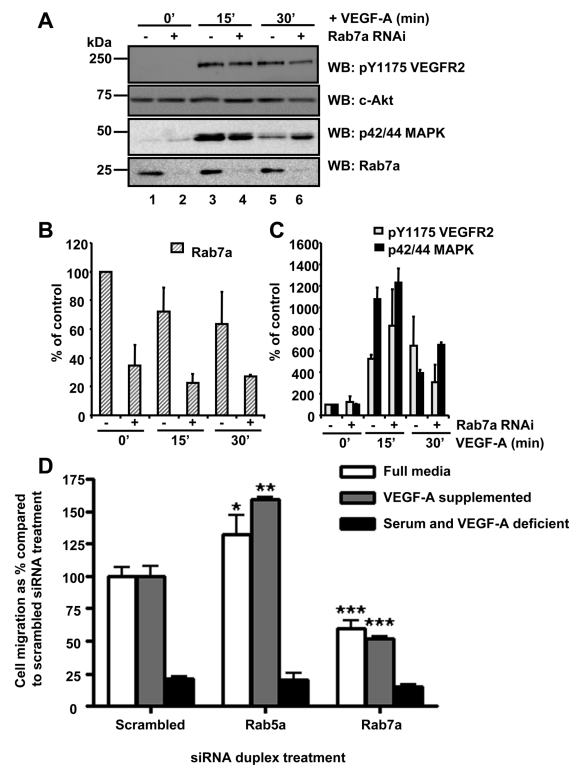 A
0'
15'
30'
+ VEGF-A (min)
kDa
-
+
-
+
-
+
Rab7a RNAi
250
WB: pY1175 VEGFR2
75
WB: c-Akt
50
WB: p42/44 MAPK
25
WB: Rab7a
1
2
3
4
5
6
B
Rab7a
% of control
120
100
80
60
40
20
0
-
+
-
+
-
+
0'
15'
30'
C
pY1175 VEGFR2
p42/44 MAPK
% of control
1600
1400
1200
1000
800
600
400
200
0
-
+
-
+
-
+
Rab7a RNAi
0'
15'
30'
VEGF-A (min)
D
Full media
VEGF-A supplemented
Serum and VEGF-A deficient
Cell migration as % compared
to scrambled siRNA treatment
175
150
125
100
75
50
25
0
*
**
***
***
Scrambled
Rab5a
Rab7a
siRNA duplex treatment